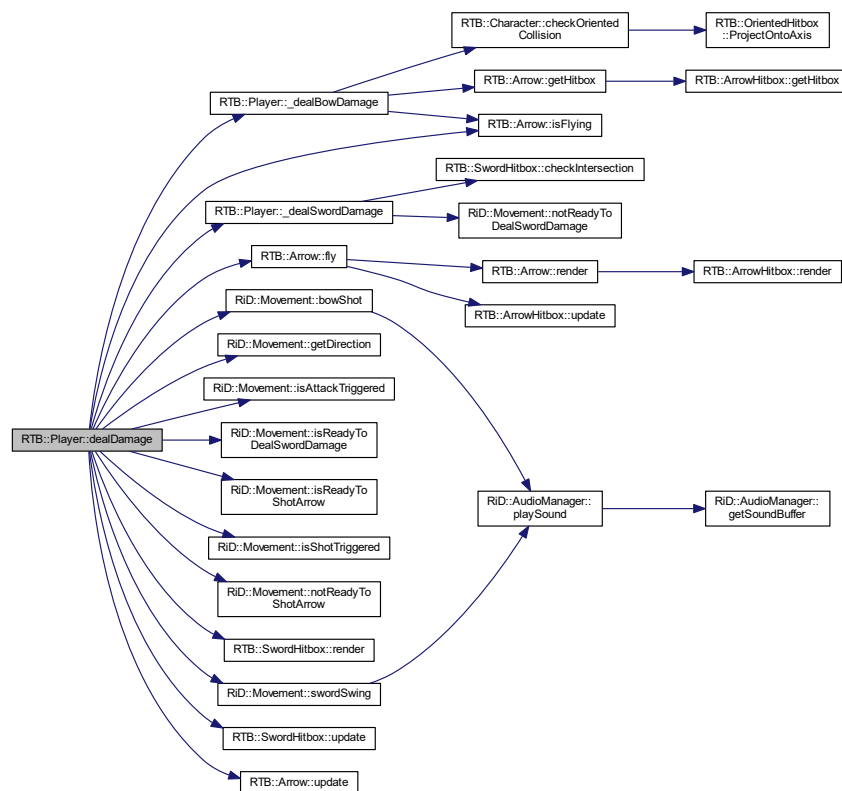 RTB::Character::checkOriented
Collision
RTB::OrientedHitbox
::ProjectOntoAxis
RTB::Arrow::getHitbox
RTB::ArrowHitbox::getHitbox
RTB::Player::_dealBowDamage
RTB::Arrow::isFlying
RTB::SwordHitbox::checkIntersection
RTB::Player::_dealSwordDamage
RiD::Movement::notReadyTo
DealSwordDamage
RTB::Arrow::fly
RTB::Arrow::render
RTB::ArrowHitbox::render
RiD::Movement::bowShot
RTB::ArrowHitbox::update
RiD::Movement::getDirection
RiD::Movement::isAttackTriggered
RTB::Player::dealDamage
RiD::Movement::isReadyTo
DealSwordDamage
RiD::Movement::isReadyTo
ShotArrow
RiD::AudioManager::
playSound
RiD::AudioManager::
getSoundBuffer
RiD::Movement::isShotTriggered
RiD::Movement::notReadyTo
ShotArrow
RTB::SwordHitbox::render
RiD::Movement::swordSwing
RTB::SwordHitbox::update
RTB::Arrow::update